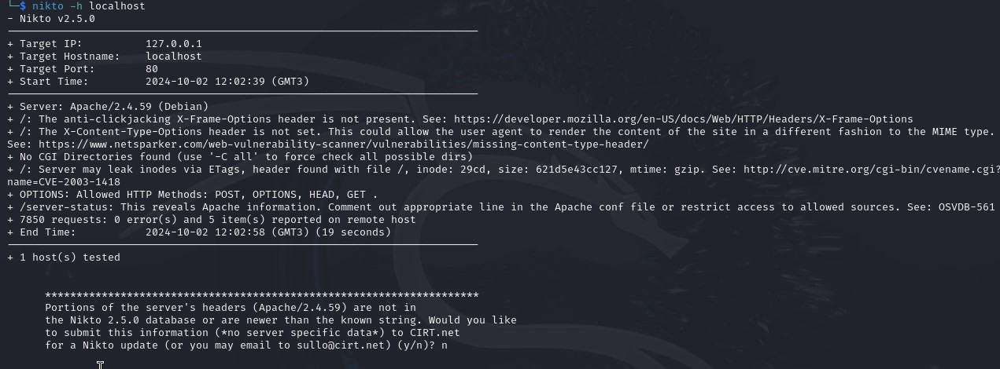 └─$ nikto -h localhost
- Nikto v2.5.0
---------------------------------------------------------------------------
+ Target IP:          127.0.0.1
+ Target Hostname:    localhost
+ Target Port:        80
+ Start Time:         2024-10-02 12:02:39 (GMT3)
---------------------------------------------------------------------------
+ Server: Apache/2.4.59 (Debian)
+ /: The anti-clickjacking X-Frame-Options header is not present. See: https://developer.mozilla.org/en-US/docs/Web/HTTP/Headers/X-Frame-Options
+ /: The X-Content-Type-Options header is not set. This could allow the user agent to render the content of the site in a different fashion to the MIME type.
See: https://www.netsparker.com/web-vulnerability-scanner/vulnerabilities/missing-content-type-header/
+ No CGI Directories found (use '-C all' to force check all possible dirs)
+ /: Server may leak inodes via ETags, header found with file /, inode: 29cd, size: 621d5e43cc127, mtime: gzip. See: http://cve.mitre.org/cgi-bin/cvename.cgi?
name=CVE-2003-1418
+ OPTIONS: Allowed HTTP Methods: POST, OPTIONS, HEAD, GET .
+ /server-status: This reveals Apache information. Comment out appropriate line in the Apache conf file or restrict access to allowed sources. See: OSVDB-561
+ 7850 requests: 0 error(s) and 5 item(s) reported on remote host
+ End Time:           2024-10-02 12:02:58 (GMT3) (19 seconds)
---------------------------------------------------------------------------
+ 1 host(s) tested
*********************************************************************
Portions of the server's headers (Apache/2.4.59) are not in
the Nikto 2.5.0 database or are newer than the known string. Would you like
to submit this information (*no server specific data*) to CIRT.net
for a Nikto update (or you may email to sullo@cirt.net) (y/n)? n